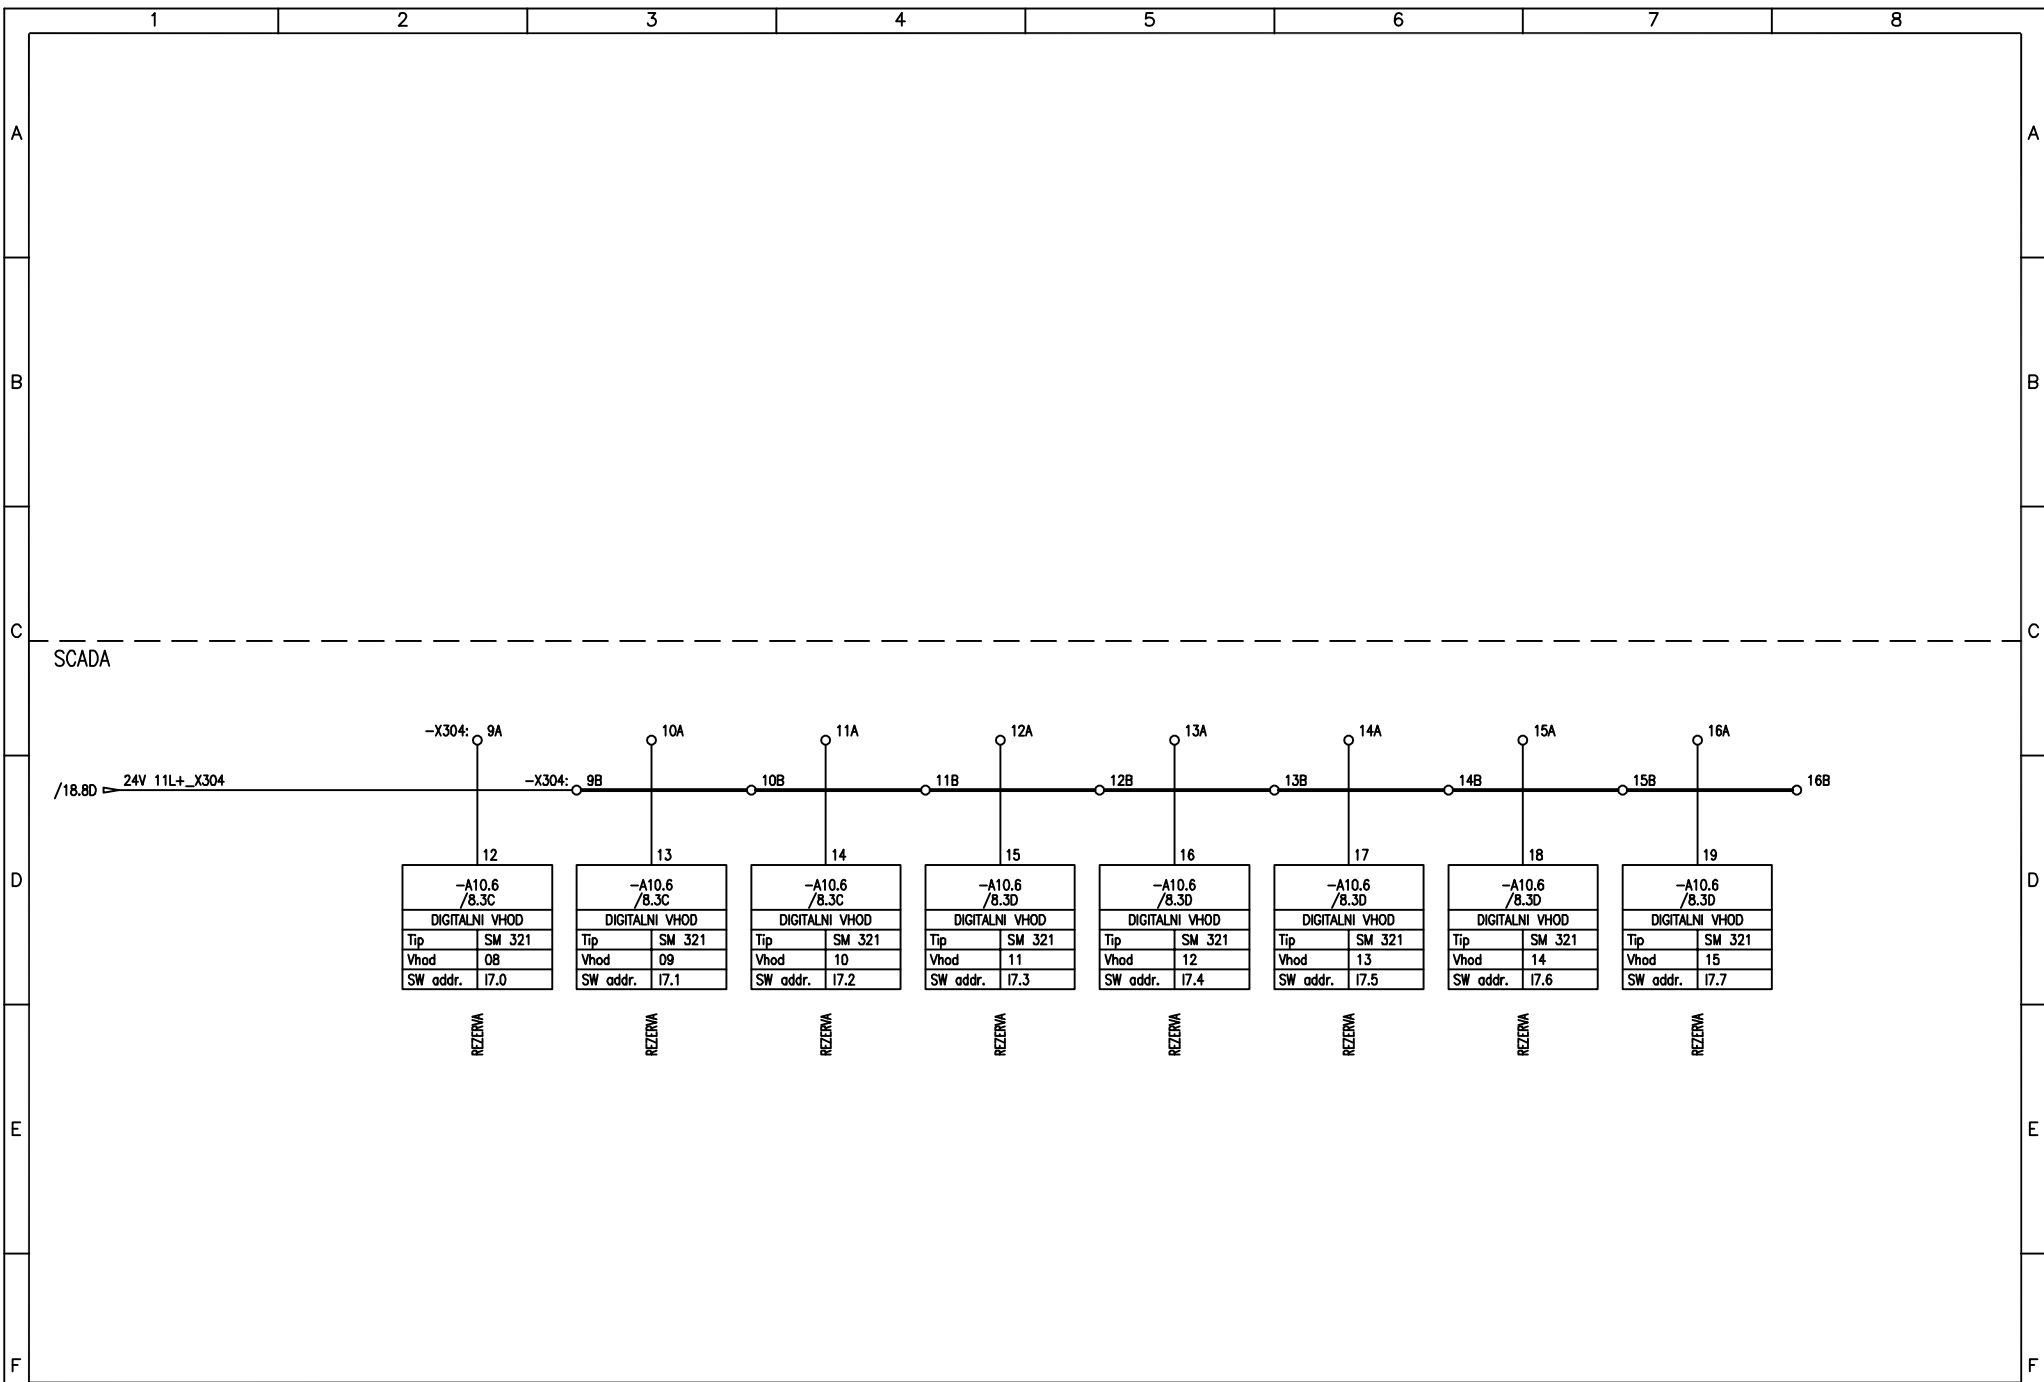 1 2 3 4 5 6 7 8
A A
B B
C C
SCADA
-X304: 9A 10A 11A 12A 13A 14A 15A 16A
/18.8D 24V 11L+_X304 -X304: 9B 10B 11B 12B 13B 14B 15B 16B
12 13 14 15 16 17 18 19
D D
-A10.6 -A10.6 -A10.6 -A10.6 -A10.6 -A10.6 -A10.6 -A10.6
/8.3C /8.3C /8.3C /8.3D /8.3D /8.3D /8.3D /8.3D
DIGITALNI VHOD DIGITALNI VHOD DIGITALNI VHOD DIGITALNI VHOD DIGITALNI VHOD DIGITALNI VHOD DIGITALNI VHOD DIGITALNI VHOD
Tip SM 321 Tip SM 321 Tip SM 321 Tip SM 321 Tip SM 321 Tip SM 321 Tip SM 321 Tip SM 321
Vhod 08 Vhod 09 Vhod 10 Vhod 11 Vhod 12 Vhod 13 Vhod 14 Vhod 15
SW addr. I7.0 SW addr. I7.1 SW addr. I7.2 SW addr. I7.3 SW addr. I7.4 SW addr. I7.5 SW addr. I7.6 SW addr. I7.7
REZERVA REZERVA REZERVA REZERVA REZERVA REZERVA REZERVA REZERVA
E E
F F